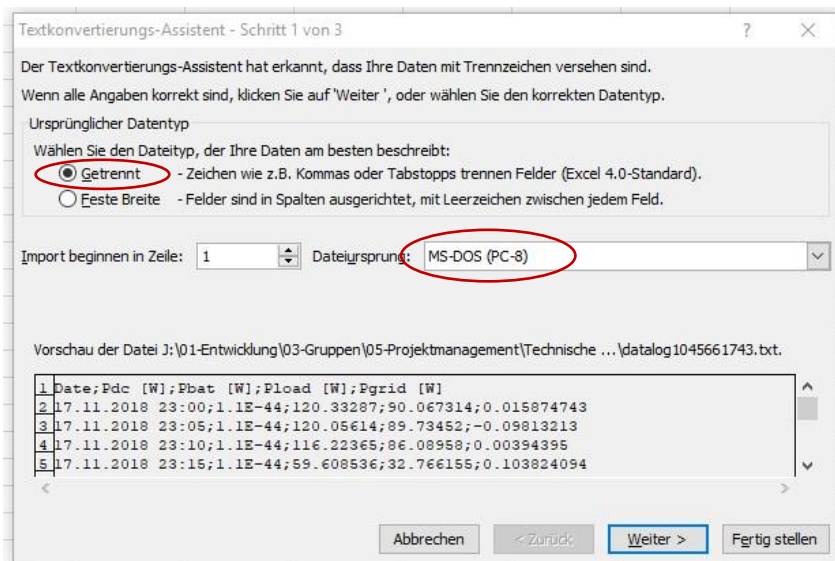 Textkonvertierungs-Assistent - Schritt 1 von 3 ?
Der Textkonvertierungs-Assistent hat erkannt, dass Ihre Daten mit Trennzeichen versehen sind.
Wenn alle Angaben korrekt sind, klicken Sie auf 'Weiter ', oder wählen Sie den korrekten Datentyp.
Ursprünglicher Datentyp
Wählen Sie den Dateityp, der Ihre Daten am besten beschreibt:
Getrennt - Zeichen wie z.B. Kommas oder Tabstopps trennen Felder (Excel 4.0-Standard).
Feste Breite - Felder sind in Spalten ausgerichtet, mit Leerzeichen zwischen jedem Feld.
Import beginnen in Zeile: 1 Dateiursprung: MS-DOS (PC-8)
Vorschau der Datei J:\01-Entwicklung\03-Gruppen\05-Projektmanagement\Technische ...\datalog1045661743.txt.
1 Date;Pdc [W];Pbat [W];Pload [W];Pgrid [W]
2 17.11.2018 23:00;1.1E-44;120.33287;90.067314;0.015874743
3 17.11.2018 23:05;1.1E-44;120.05614;89.73452;-0.09813213
4 17.11.2018 23:10;1.1E-44;116.22365;86.08958;0.00394395
5 17.11.2018 23:15;1.1E-44;59.608536;32.766155;0.103824094
Abbrechen < Zurück Weiter > Fertig stellen